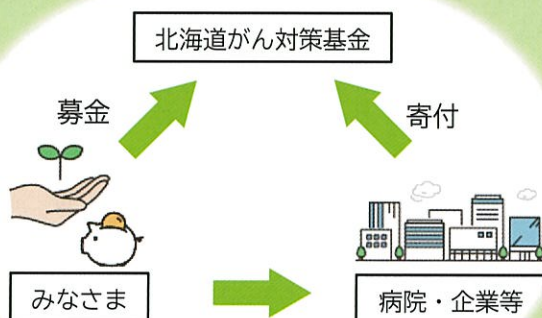 北海道がん対策基金
募金
寄付
みなさま
病院・企業等